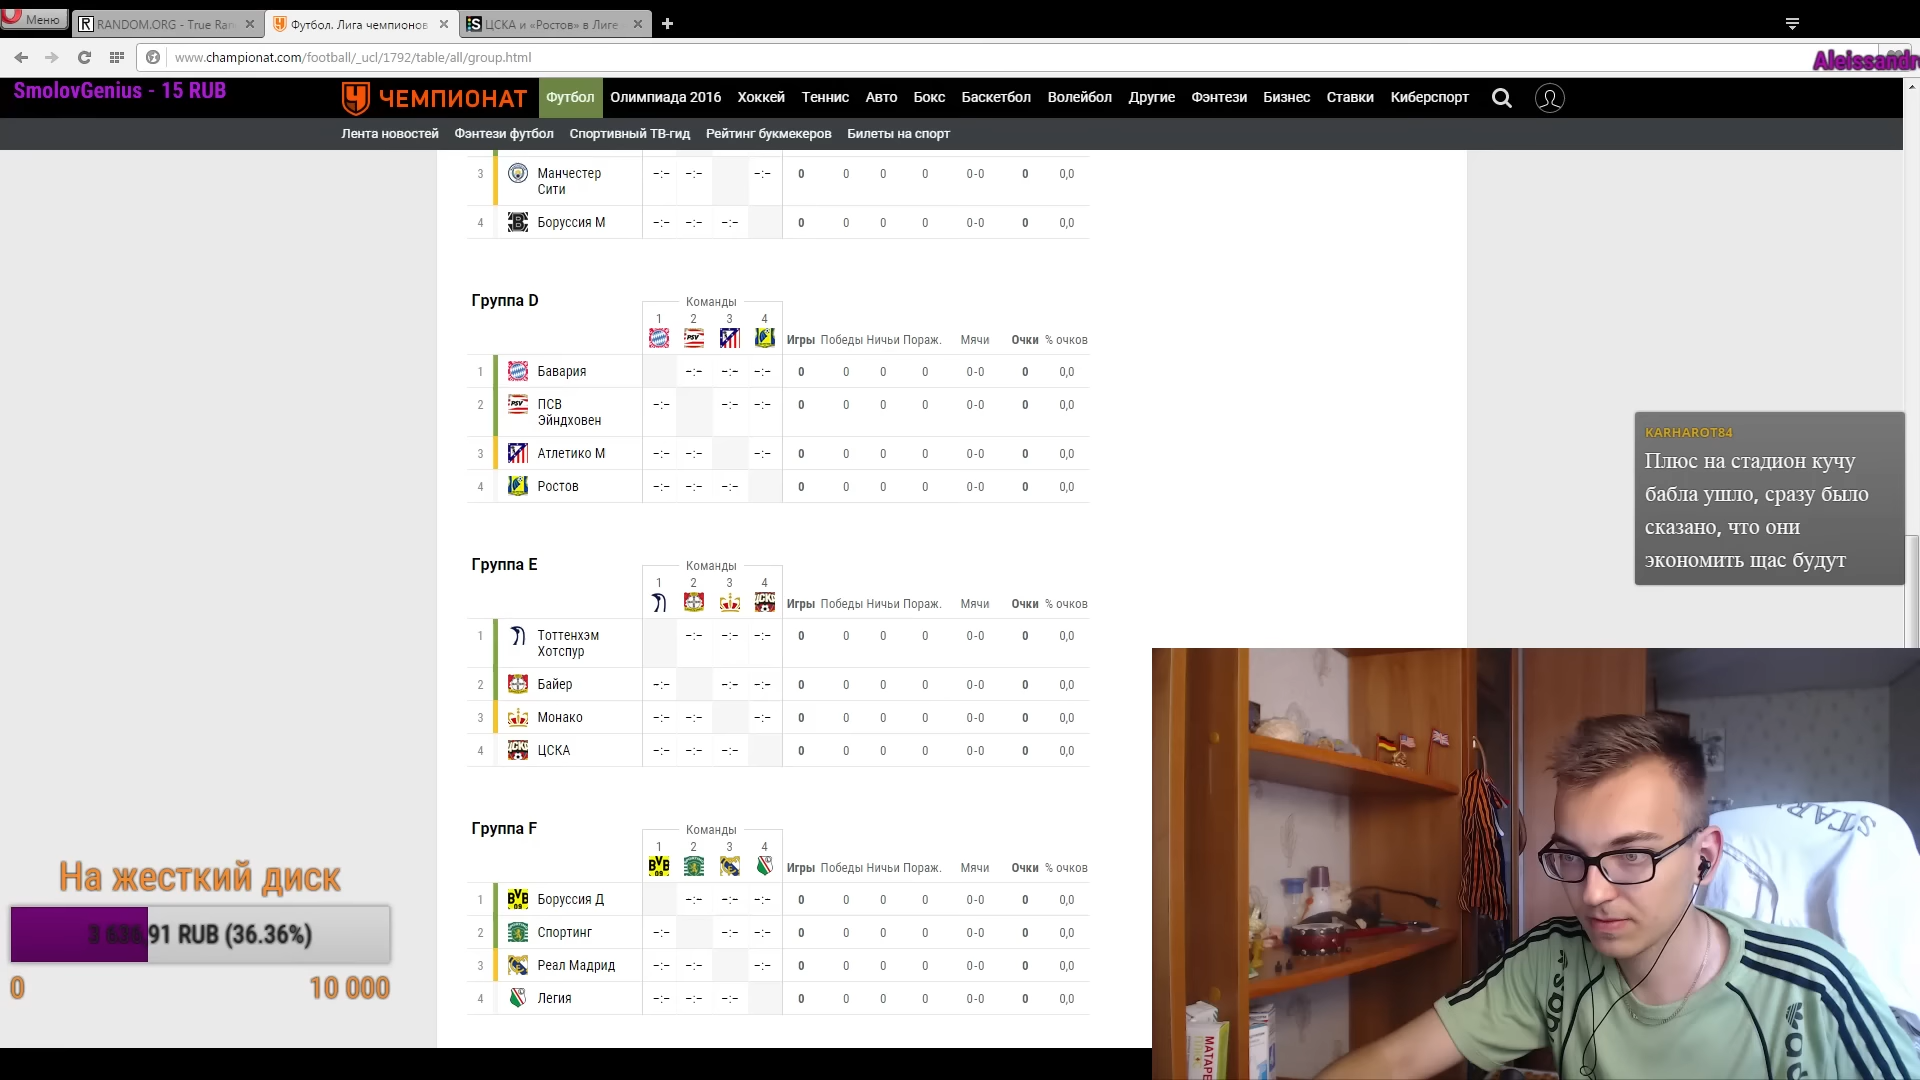 Меню
RANDOM.ORG - True Ran
Футбол. Лига чемпионов
ЦСКА и «Ростов» в Лиге
www.championat.com/football/_ucl/1792/table/all/group.html
Aleissandr
SmolovGenius - 15 RUB
ЧЕМПИОНАТ
Футбол Олимпиада 2016 Хоккей Теннис Авто Бокс Баскетбол Волейбол Другие Фэнтези Бизнес Ставки Киберспорт
Лента новостей Фэнтези футбол Спортивный ТВ-гид Рейтинг букмекеров Билеты на спорт
3 Манчестер Сити -:- -:- -:- 0 0 0 0 0-0 0 0,0
4 Боруссия М -:- -:- -:- 0 0 0 0 0-0 0 0,0
Группа D
Команды
1 2 3 4
Игры Победы Ничьи Пораж. Мячи Очки % очков
1 Бавария -:- -:- -:- 0 0 0 0 0-0 0 0,0
2 ПСВ Эйндховен -:- -:- -:- 0 0 0 0 0-0 0 0,0
3 Атлетико М -:- -:- -:- 0 0 0 0 0-0 0 0,0
4 Ростов -:- -:- -:- 0 0 0 0 0-0 0 0,0
Группа E
Команды
1 2 3 4
Игры Победы Ничьи Пораж. Мячи Очки % очков
1 Тоттенхэм Хотспур -:- -:- -:- 0 0 0 0 0-0 0 0,0
2 Байер -:- -:- -:- 0 0 0 0 0-0 0 0,0
3 Монако -:- -:- -:- 0 0 0 0 0-0 0 0,0
4 ЦСКА -:- -:- -:- 0 0 0 0 0-0 0 0,0
Группа F
Команды
1 2 3 4
Игры Победы Ничьи Пораж. Мячи Очки % очков
1 Боруссия Д -:- -:- -:- 0 0 0 0 0-0 0 0,0
2 Спортинг -:- -:- -:- 0 0 0 0 0-0 0 0,0
3 Реал Мадрид -:- -:- -:- 0 0 0 0 0-0 0 0,0
4 Легия -:- -:- -:- 0 0 0 0 0-0 0 0,0
KARHAROT84
Плюс на стадион кучу
бабла ушло, сразу было
сказано, что они
экономить щас будут
На жесткий диск
3 636.91 RUB (36.36%)
0 10 000